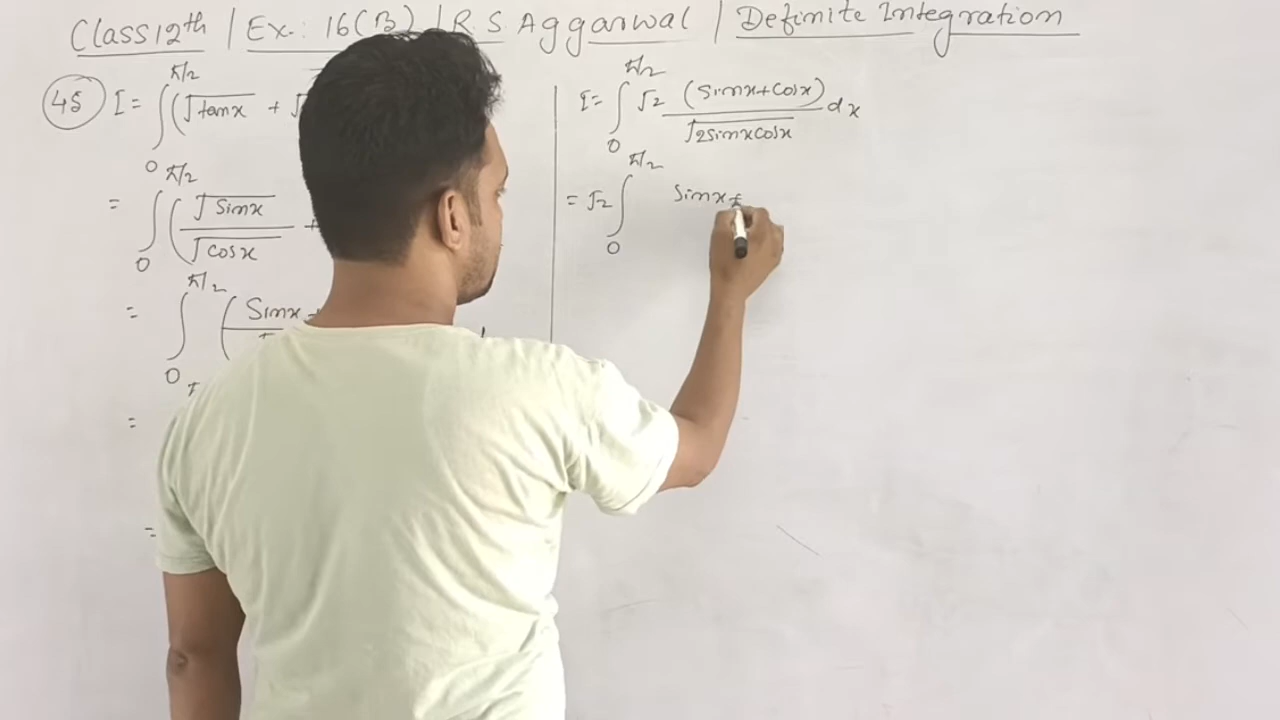 Class 12th | Ex.: 16(B) | R S Aggarwal | Definite Integration
45 I = ∫₀^(π/2) (√tanx + √
= ∫₀^(π/2) (√Sinx / √cosx +
= ∫₀^(π/2) (Sinx +
=
=
I = ∫₀^(π/2) √2 (Sinx+Cosx) / √2sinxcosx dx
= √2 ∫₀^(π/2) Sinx+